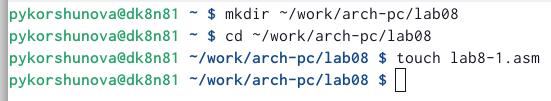 pykorshunova@dk8n81 ~ $ mkdir ~/work/arch-pc/lab08
pykorshunova@dk8n81 ~ $ cd ~/work/arch-pc/lab08
pykorshunova@dk8n81 ~/work/arch-pc/lab08 $ touch lab8-1.asm
pykorshunova@dk8n81 ~/work/arch-pc/lab08 $